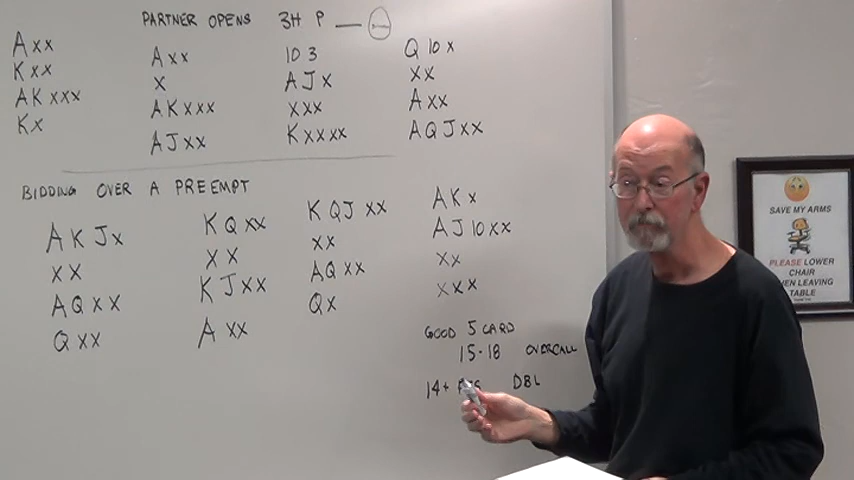 PARTNER OPENS 3H P __
A x x
K x x
A K x x x
K x
A x x
x
A K x x x
A J x x
10 3
A J x
x x x
K x x x x
Q 10 x
x x
A x x
A Q J x x
BIDDING OVER A PREEMPT
A K J x
x x
A Q x x
Q x x
K Q x x
x x
K J x x
A x x
K Q J x x
x x
A Q x x
Q x
A K x
A J 10 x x
x x
x x x
GOOD 5 CARD
15-18 OVERCALL
14+ PTS DBL
SAVE MY ARMS
PLEASE LOWER
CHAIR
WHEN LEAVING
TABLE